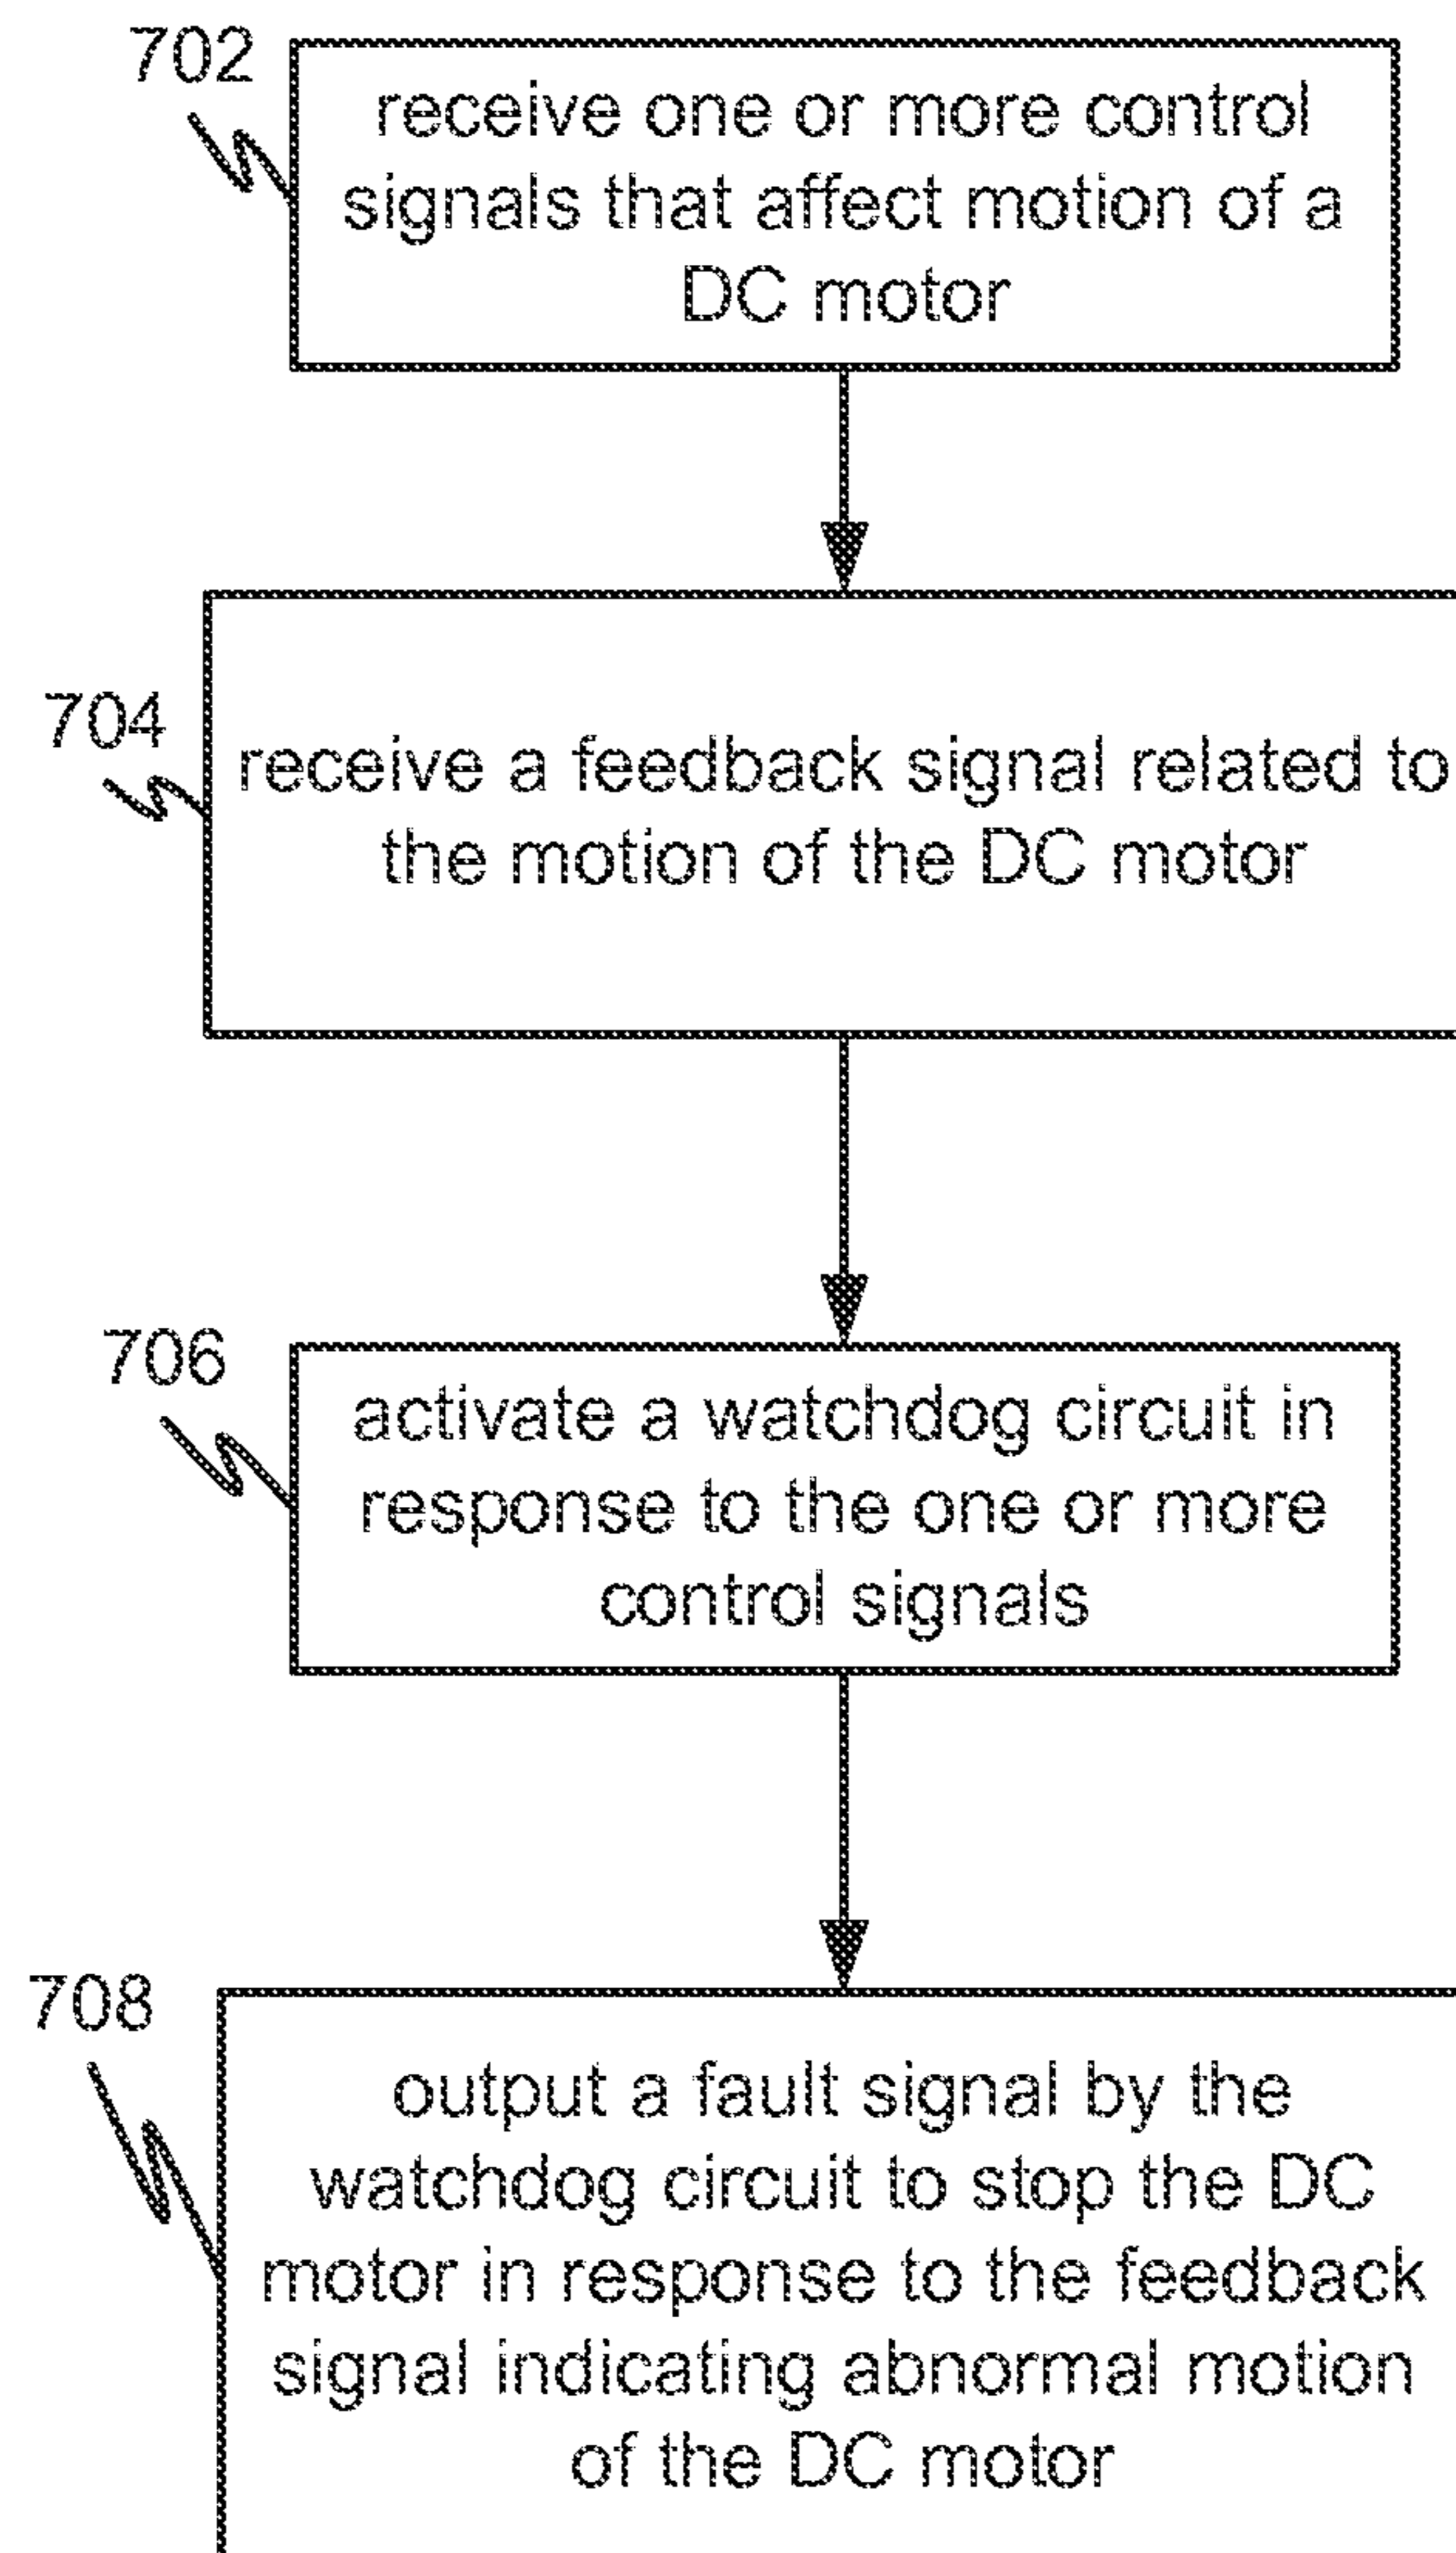 702
receive one or more control
signals that affect motion of a
DC motor
704
receive a feedback signal related to
the motion of the DC motor
706
activate a watchdog circuit in
response to the one or more
control signals
708
output a fault signal by the
watchdog circuit to stop the DC
motor in response to the feedback
signal indicating abnormal motion
of the DC motor